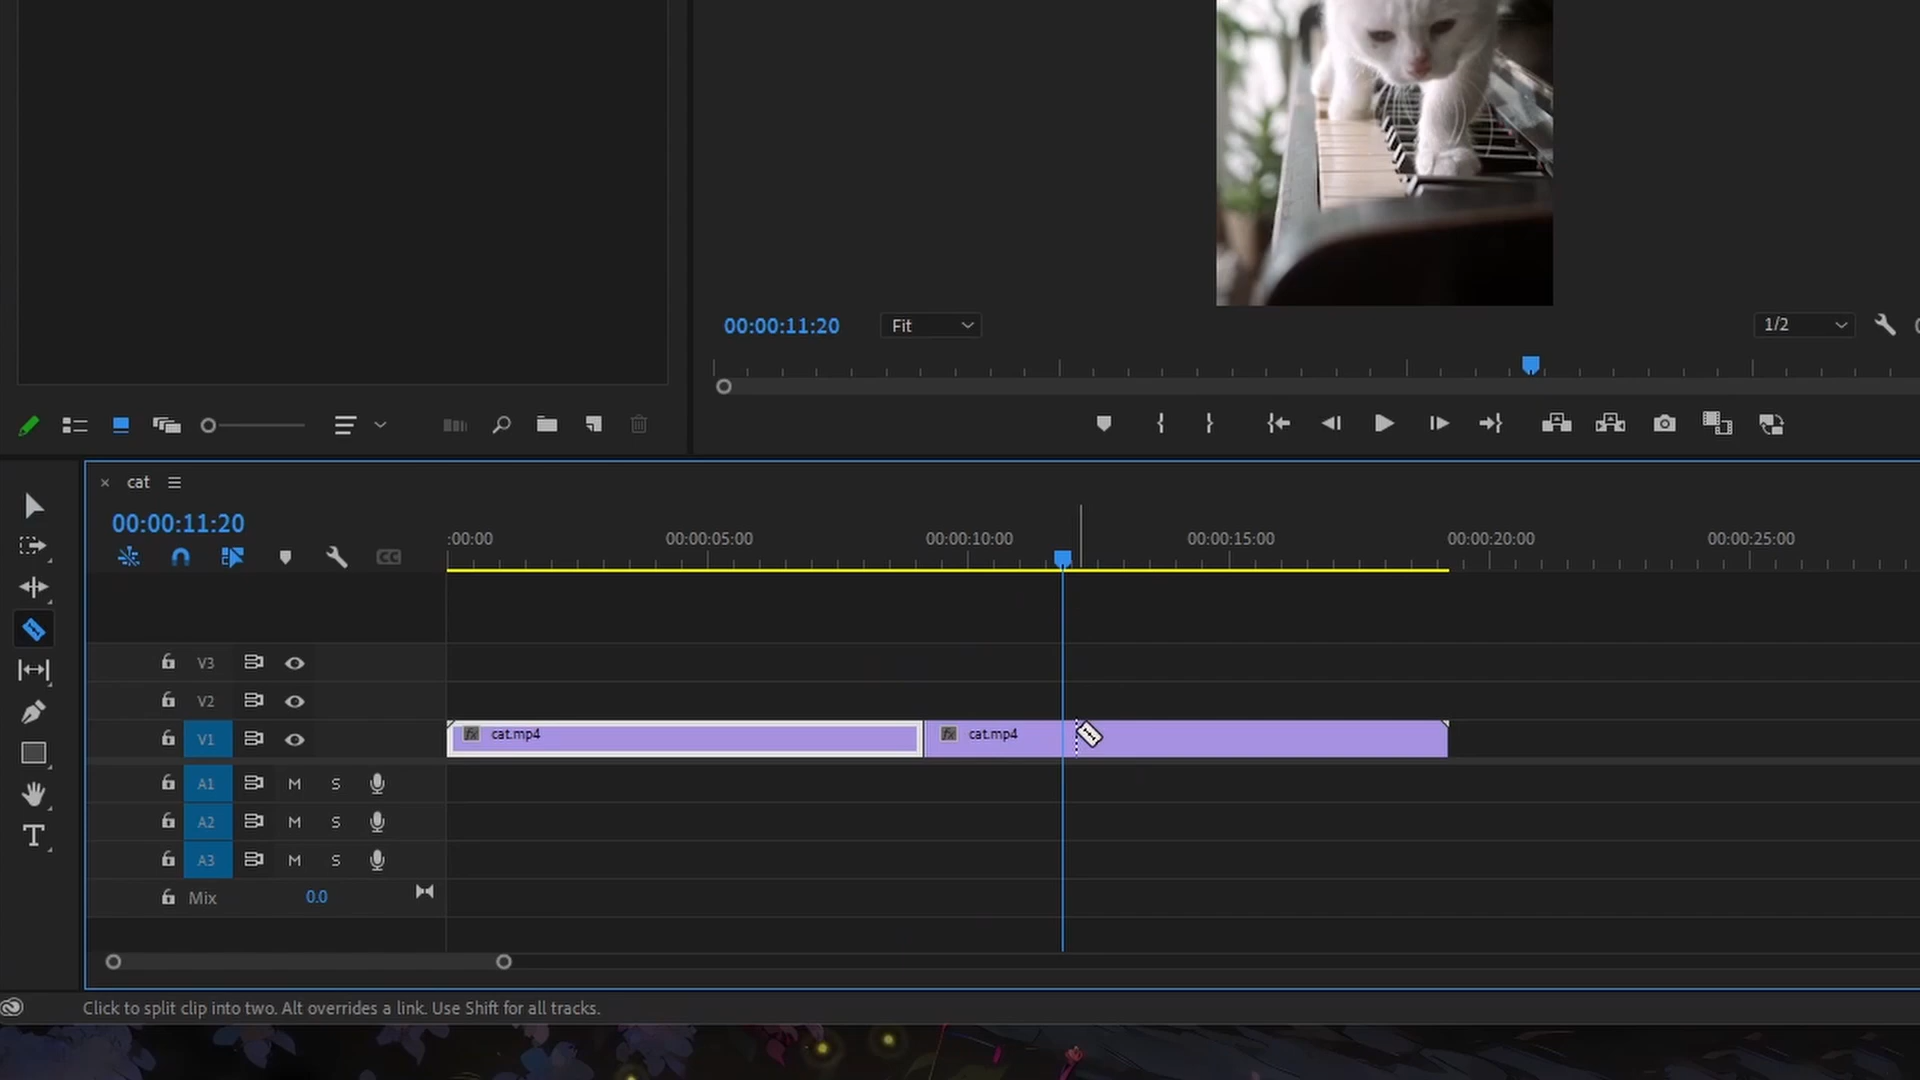 00:00:11:20 Fit 1/2
cat
00:00:11:20
:00:00 00:00:05:00 00:00:10:00 00:00:15:00 00:00:20:00 00:00:25:00
CC
V3
V2
V1 fx cat.mp4 fx cat.mp4
A1 M S
A2 M S
A3 M S
Mix 0.0
T
Click to split clip into two. Alt overrides a link. Use Shift for all tracks.